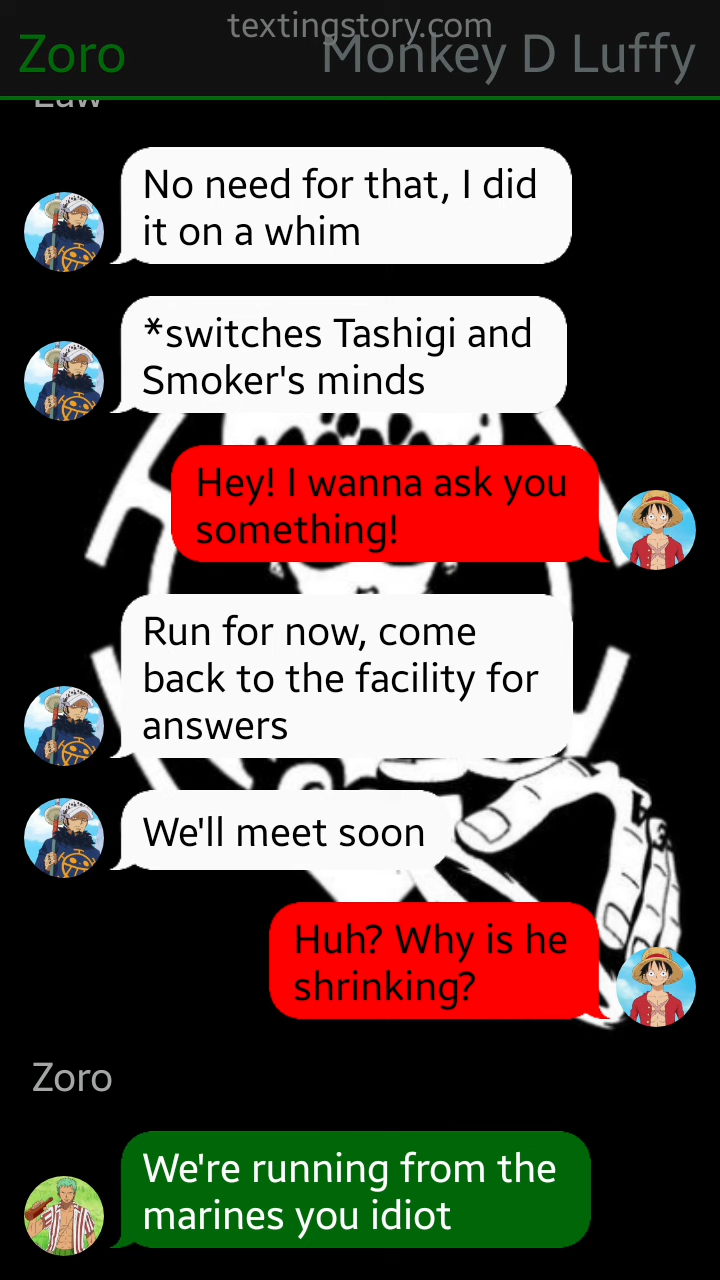 textingstory.com
Zoro
Monkey D Luffy
Law
No need for that, I did
it on a whim
*switches Tashigi and
Smoker's minds
Hey! I wanna ask you
something!
Run for now, come
back to the facility for
answers
We'll meet soon
Huh? Why is he
shrinking?
Zoro
We're running from the
marines you idiot